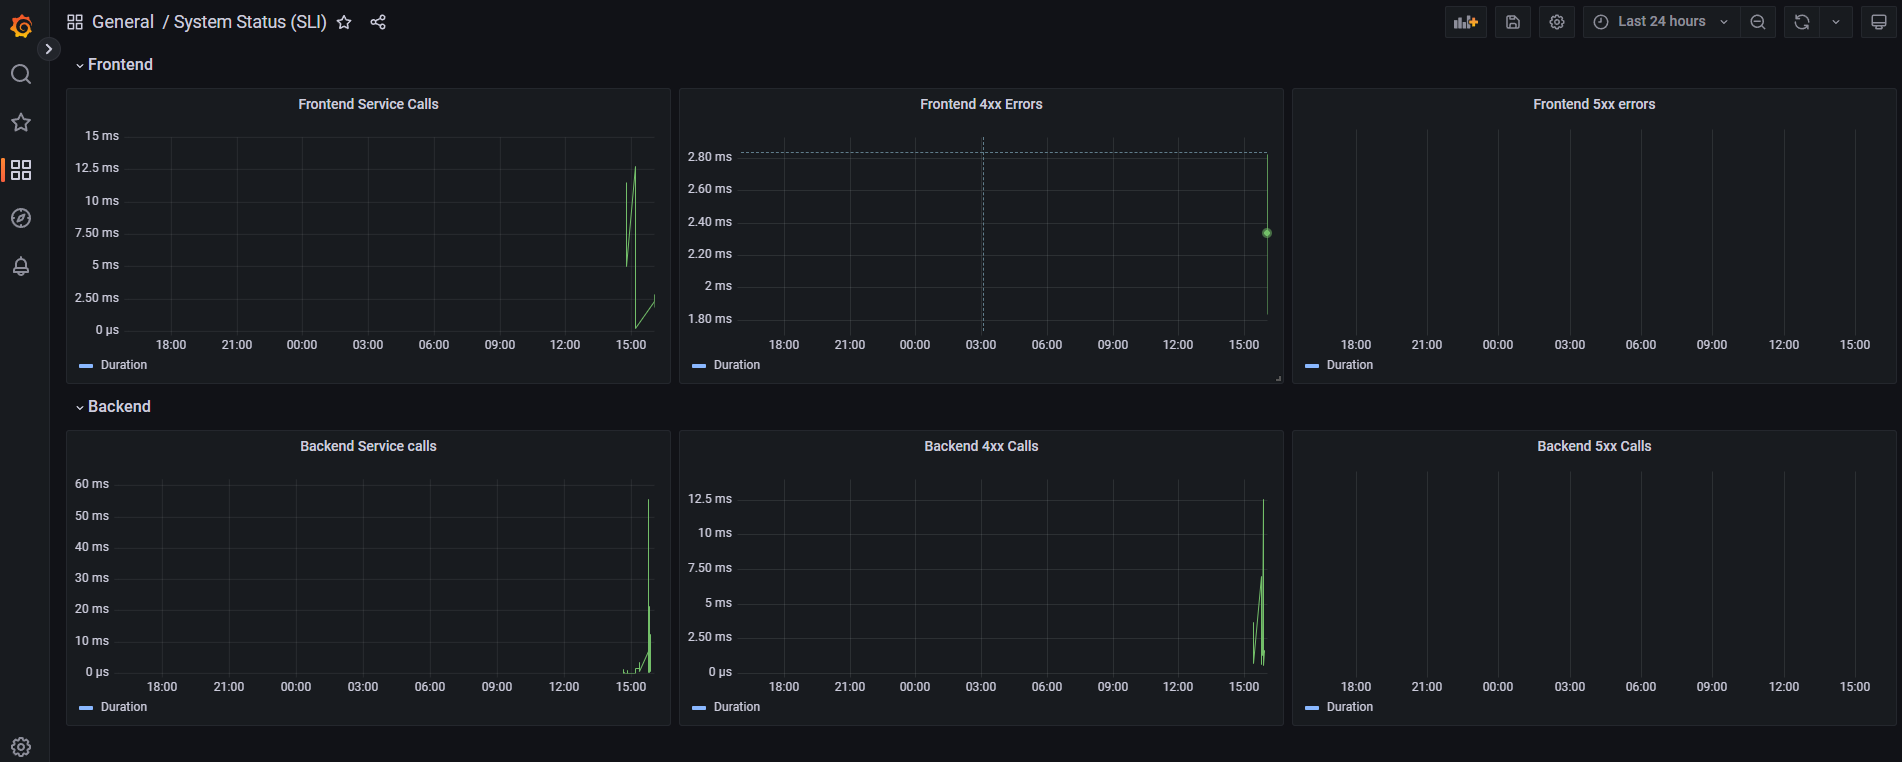 General / System Status (SLI)
Last 24 hours
Frontend
Frontend Service Calls
15 ms
12.5 ms
10 ms
7.50 ms
5 ms
2.50 ms
0 µs
18:00 21:00 00:00 03:00 06:00 09:00 12:00 15:00
Duration
Frontend 4xx Errors
2.80 ms
2.60 ms
2.40 ms
2.20 ms
2 ms
1.80 ms
18:00 21:00 00:00 03:00 06:00 09:00 12:00 15:00
Duration
Frontend 5xx errors
18:00 21:00 00:00 03:00 06:00 09:00 12:00 15:00
Duration
Backend
Backend Service calls
60 ms
50 ms
40 ms
30 ms
20 ms
10 ms
0 µs
18:00 21:00 00:00 03:00 06:00 09:00 12:00 15:00
Duration
Backend 4xx Calls
12.5 ms
10 ms
7.50 ms
5 ms
2.50 ms
0 µs
18:00 21:00 00:00 03:00 06:00 09:00 12:00 15:00
Duration
Backend 5xx Calls
18:00 21:00 00:00 03:00 06:00 09:00 12:00 15:00
Duration